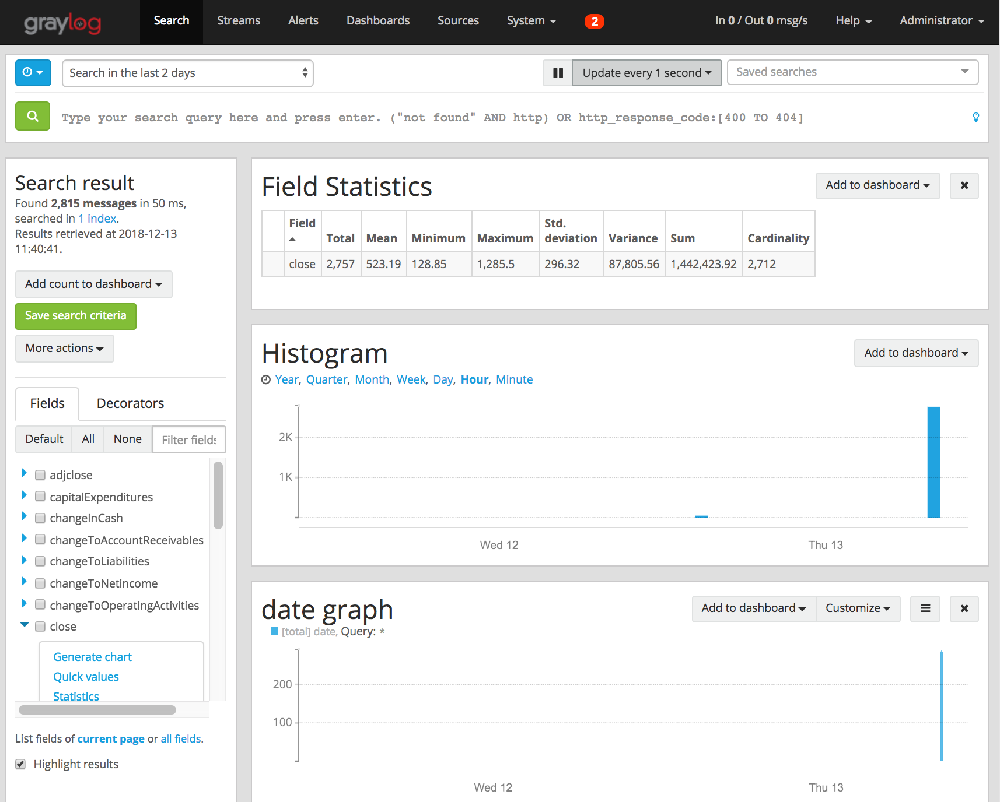 graylog Search Streams Alerts Dashboards Sources System 2 In 0 / Out 0 msg/s Help Administrator
Search in the last 2 days Update every 1 second Saved searches
Type your search query here and press enter. ("not found" AND http) OR http_response_code:[400 TO 404]
Search result
Found 2,815 messages in 50 ms,
searched in 1 index.
Results retrieved at 2018-12-13
11:40:41.
Add count to dashboard
Save search criteria
More actions
Fields Decorators
Default All None Filter fields
adjclose
capitalExpenditures
changeInCash
changeToAccountReceivables
changeToLiabilities
changeToNetincome
changeToOperatingActivities
close
Generate chart
Quick values
Statistics
List fields of current page or all fields.
Highlight results
Field Statistics Add to dashboard
Field Total Mean Minimum Maximum Std. deviation Variance Sum Cardinality
close 2,757 523.19 128.85 1,285.5 296.32 87,805.56 1,442,423.92 2,712
Histogram Add to dashboard
Year, Quarter, Month, Week, Day, Hour, Minute
2K
1K
Wed 12 Thu 13
date graph Add to dashboard Customize
[total] date, Query: *
200
100
Wed 12 Thu 13